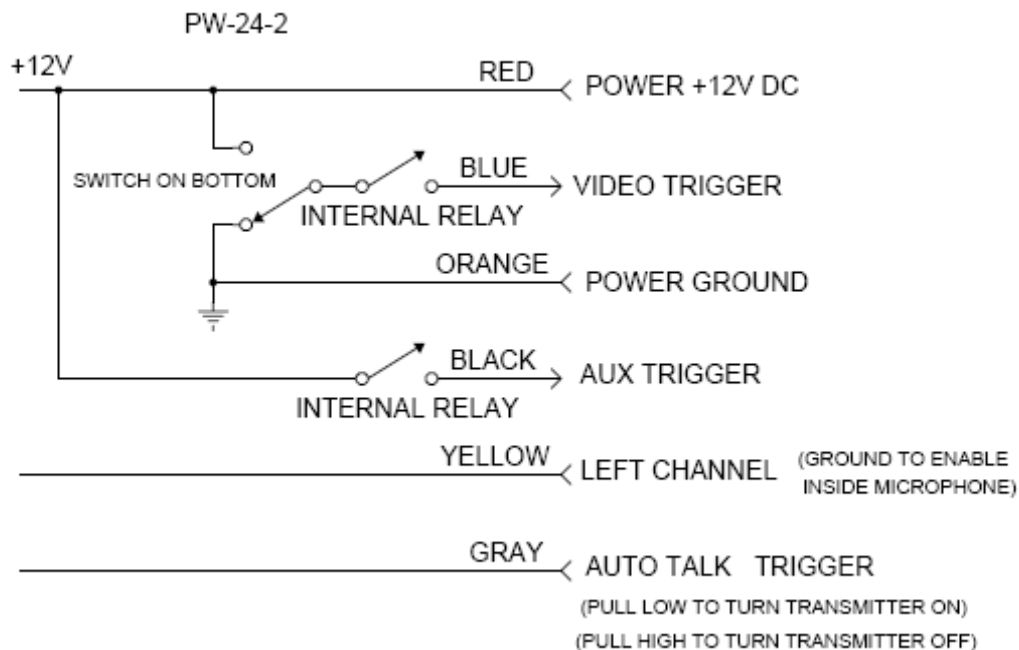 PW-24-2
+12V
RED
POWER +12V DC
SWITCH ON BOTTOM
BLUE
VIDEO TRIGGER
INTERNAL RELAY
ORANGE
POWER GROUND
BLACK
AUX TRIGGER
INTERNAL RELAY
YELLOW
LEFT CHANNEL
(GROUND TO ENABLE
INSIDE MICROPHONE)
GRAY
AUTO TALK TRIGGER
(PULL LOW TO TURN TRANSMITTER ON)
(PULL HIGH TO TURN TRANSMITTER OFF)